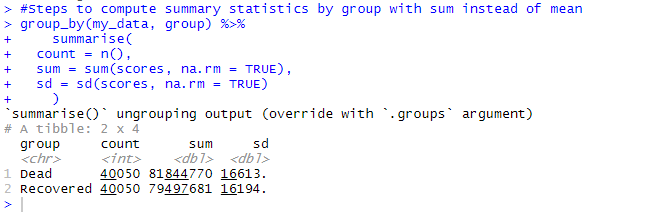 > #Steps to compute summary statistics by group with sum instead of mean
> group_by(my_data, group) %>%
+     summarise(
+   count = n(),
+   sum = sum(scores, na.rm = TRUE),
+   sd = sd(scores, na.rm = TRUE)
+     )
`summarise()` ungrouping output (override with `.groups` argument)
# A tibble: 2 x 4
  group     count      sum     sd
  <chr>     <int>    <dbl>  <dbl>
1 Dead      40050 81844770 16613.
2 Recovered 40050 79497681 16194.
>